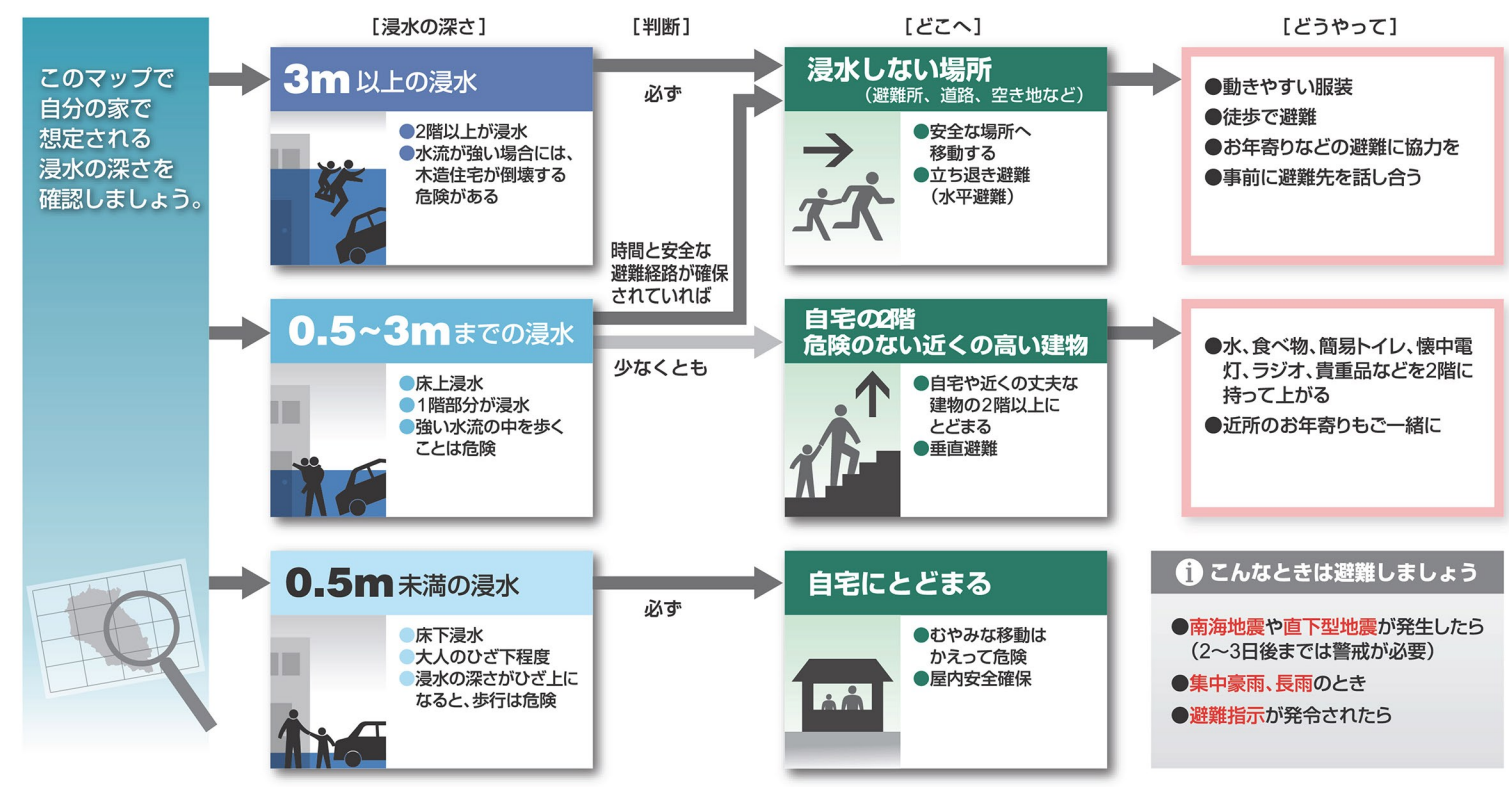 このマップで
自分の家で
想定される
浸水の深さを
確認しましょう。
[浸水の深さ]
[判断]
[どこへ]
[どうやって]
3m以上の浸水
●2階以上が浸水
●水流が強い場合には、
木造住宅が倒壊する
危険がある
必ず
浸水しない場所
（避難所、道路、空き地など）
●安全な場所へ
移動する
●立ち退き避難
（水平避難）
●動きやすい服装
●徒歩で避難
●お年寄りなどの避難に協力を
●事前に避難先を話し合う
時間と安全な
避難経路が確保
されていれば
0.5~3mまでの浸水
●床上浸水
●1階部分が浸水
●強い水流の中を歩く
ことは危険
少なくとも
自宅の2階
危険のない近くの高い建物
●自宅や近くの丈夫な
建物の2階以上に
とどまる
●垂直避難
●水、食べ物、簡易トイレ、懐中電
灯、ラジオ、貴重品などを2階に
持って上がる
●近所のお年寄りもご一緒に
0.5m未満の浸水
●床下浸水
●大人のひざ下程度
●浸水の深さがひざ上に
なると、歩行は危険
必ず
自宅にとどまる
●むやみな移動は
かえって危険
●屋内安全確保
i こんなときは避難しましょう
●南海地震や直下型地震が発生したら
（2〜3日後までは警戒が必要）
●集中豪雨、長雨のとき
●避難指示が発令されたら